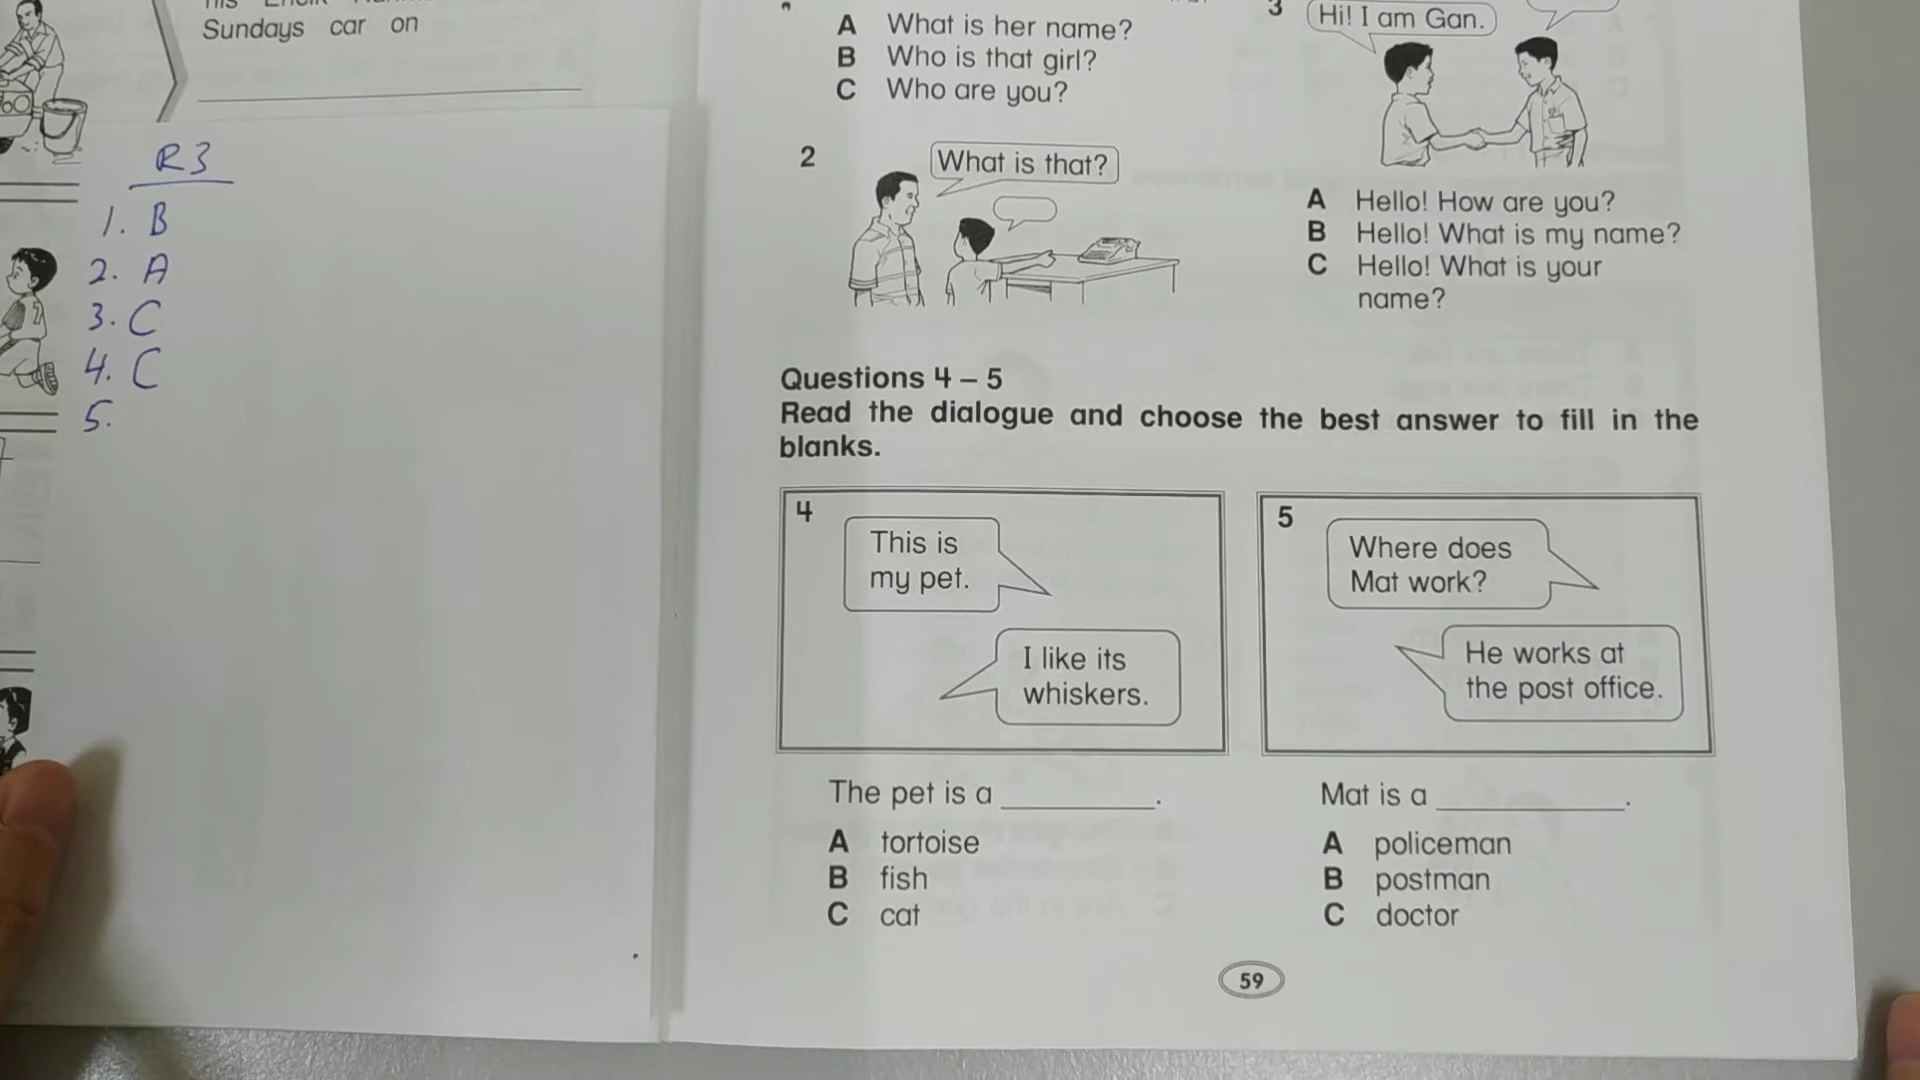 Sundays car on
R3
1. B
2. A
3. C
4. C
5.
A What is her name?
B Who is that girl?
C Who are you?
2
What is that?
3
Hi! I am Gan.
A Hello! How are you?
B Hello! What is my name?
C Hello! What is your
name?
Questions 4 – 5
Read the dialogue and choose the best answer to fill in the
blanks.
4
This is
my pet.
I like its
whiskers.
The pet is a __________.
A tortoise
B fish
C cat
5
Where does
Mat work?
He works at
the post office.
Mat is a ____________.
A policeman
B postman
C doctor
59